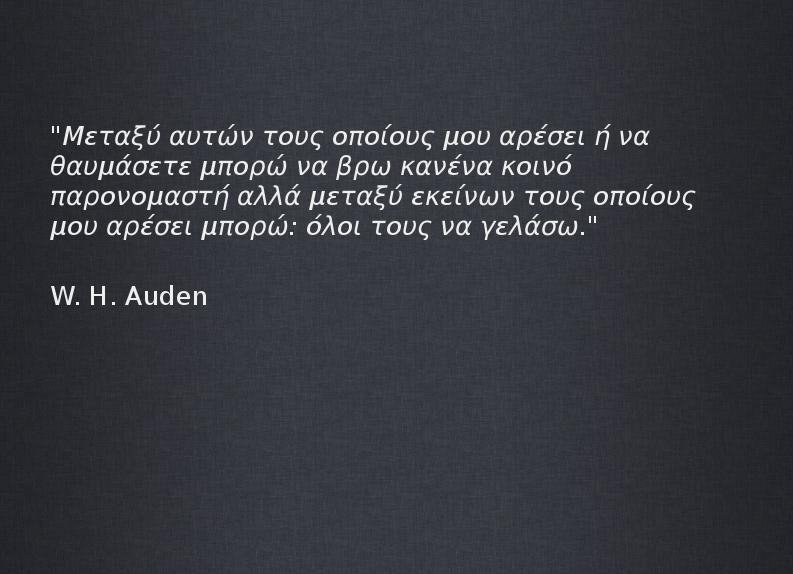 "Μεταξύ αυτών τους οποίους μου αρέσει ή να
θαυμάσετε μπορώ να βρω κανένα κοινό
παρονομαστή αλλά μεταξύ εκείνων τους οποίους
μου αρέσει μπορώ: όλοι τους να γελάσω."
W. H. Auden